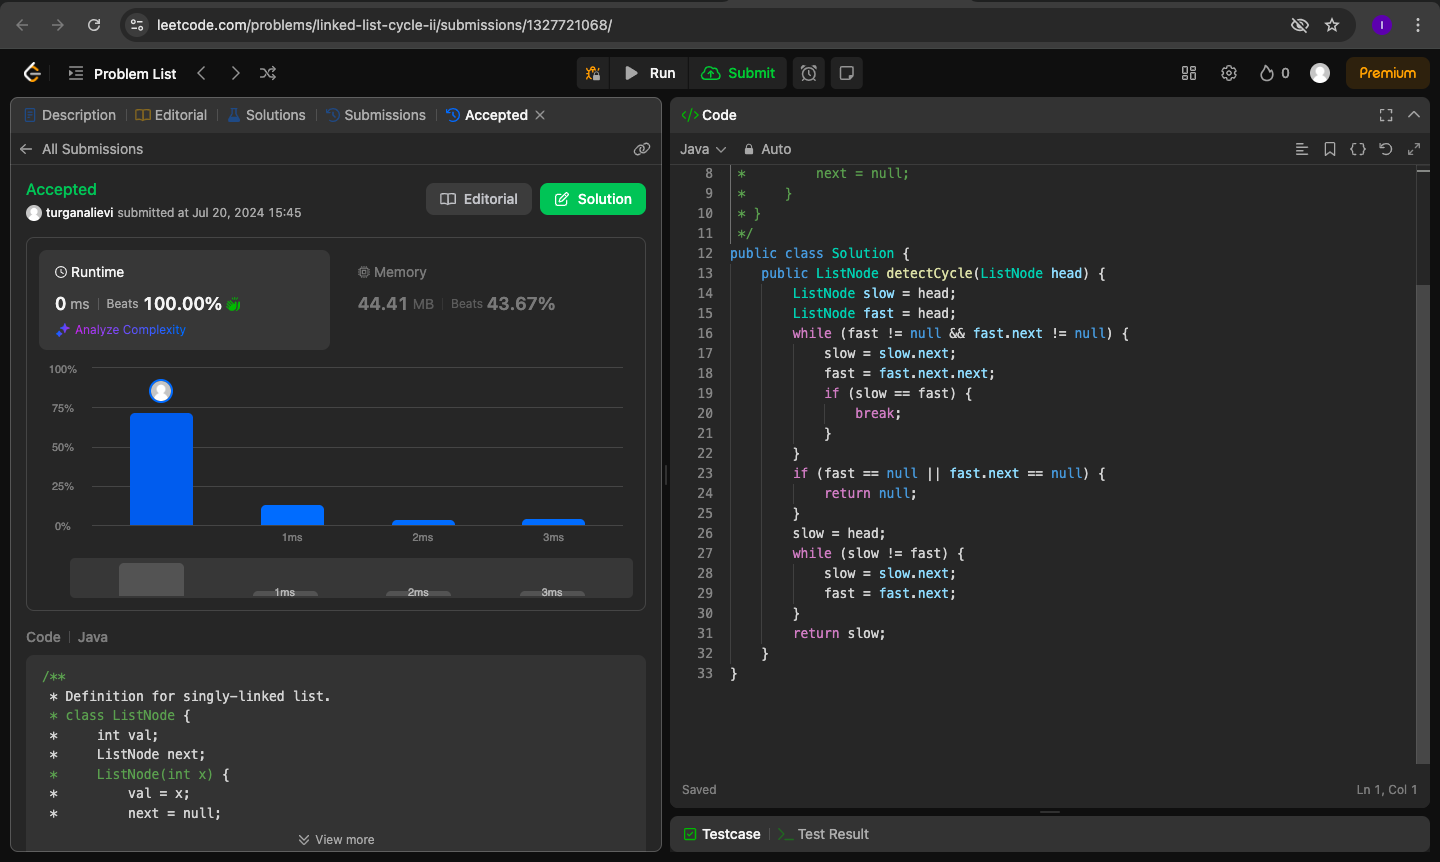 leetcode.com/problems/linked-list-cycle-ii/submissions/1327721068/
I
Problem List
Run
Submit
0
Premium
Description
Editorial
Solutions
Submissions
Accepted
All Submissions
Accepted
turganalievi submitted at Jul 20, 2024 15:45
Editorial
Solution
Runtime
0 ms Beats 100.00%
Analyze Complexity
Memory
44.41 MB Beats 43.67%
100%
75%
50%
25%
0%
1ms 2ms 3ms
1ms 2ms 3ms
Code Java
/**
* Definition for singly-linked list.
* class ListNode {
*     int val;
*     ListNode next;
*     ListNode(int x) {
*         val = x;
*         next = null;
View more
</> Code
Java Auto
8 *         next = null;
9 *     }
10 * }
11 */
12 public class Solution {
13     public ListNode detectCycle(ListNode head) {
14         ListNode slow = head;
15         ListNode fast = head;
16         while (fast != null && fast.next != null) {
17             slow = slow.next;
18             fast = fast.next.next;
19             if (slow == fast) {
20                 break;
21             }
22         }
23         if (fast == null || fast.next == null) {
24             return null;
25         }
26         slow = head;
27         while (slow != fast) {
28             slow = slow.next;
29             fast = fast.next;
30         }
31         return slow;
32     }
33 }
Saved
Ln 1, Col 1
Testcase
>_ Test Result